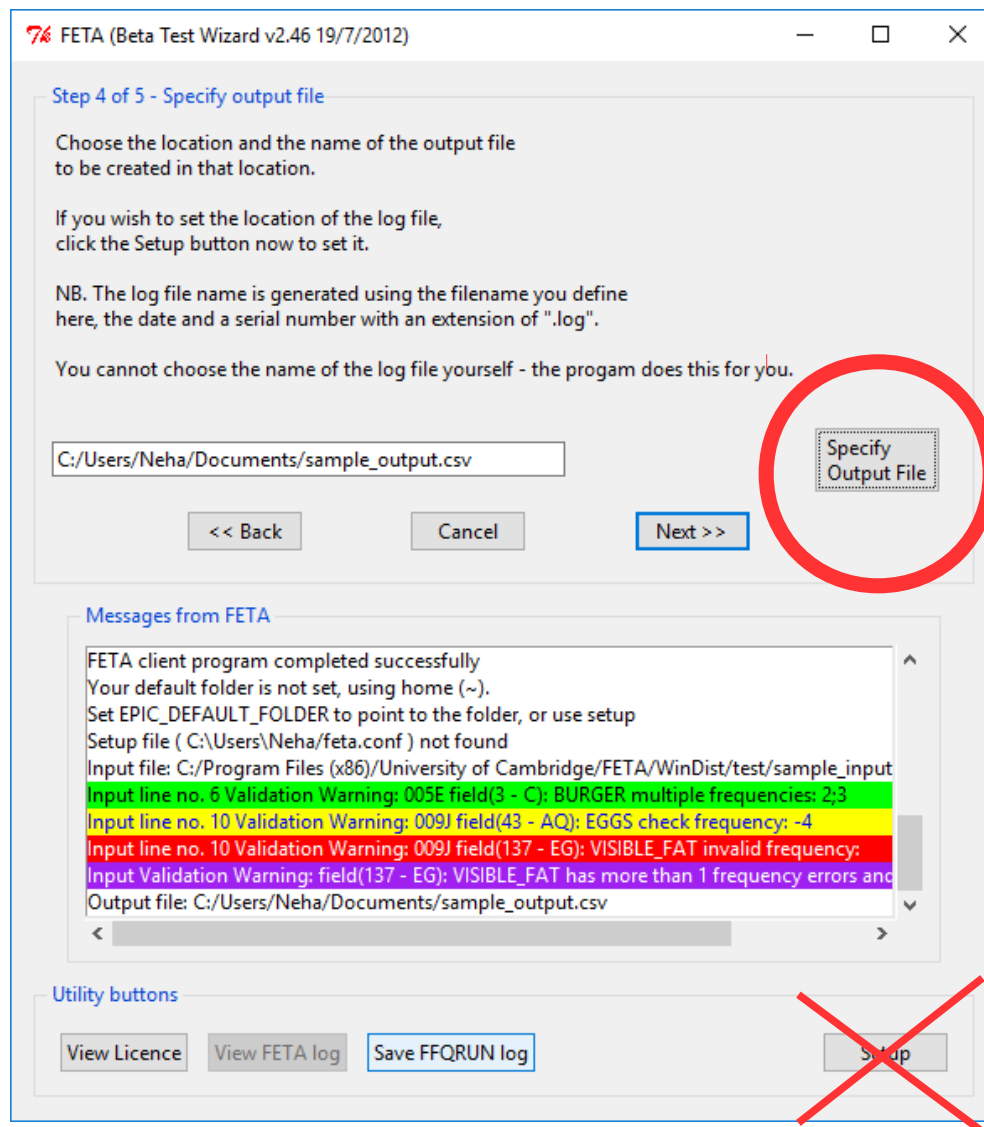 FETA (Beta Test Wizard v2.46 19/7/2012)
Step 4 of 5 - Specify output file
Choose the location and the name of the output file
to be created in that location.
If you wish to set the location of the log file,
click the Setup button now to set it.
NB. The log file name is generated using the filename you define
here, the date and a serial number with an extension of ".log".
You cannot choose the name of the log file yourself - the progam does this for you.
C:/Users/Neha/Documents/sample_output.csv
Specify
Output File
<< Back
Cancel
Next >>
Messages from FETA
FETA client program completed successfully
Your default folder is not set, using home (~).
Set EPIC_DEFAULT_FOLDER to point to the folder, or use setup
Setup file ( C:\Users\Neha/feta.conf ) not found
Input file: C:/Program Files (x86)/University of Cambridge/FETA/WinDist/test/sample_input
Input line no. 6 Validation Warning: 005E field(3 - C): BURGER multiple frequencies: 2;3
Input line no. 10 Validation Warning: 009J field(43 - AQ): EGGS check frequency: -4
Input line no. 10 Validation Warning: 009J field(137 - EG): VISIBLE_FAT invalid frequency:
Input Validation Warning: field(137 - EG): VISIBLE_FAT has more than 1 frequency errors and
Output file: C:/Users/Neha/Documents/sample_output.csv
Utility buttons
View Licence
View FETA log
Save FFQRUN log
Setup